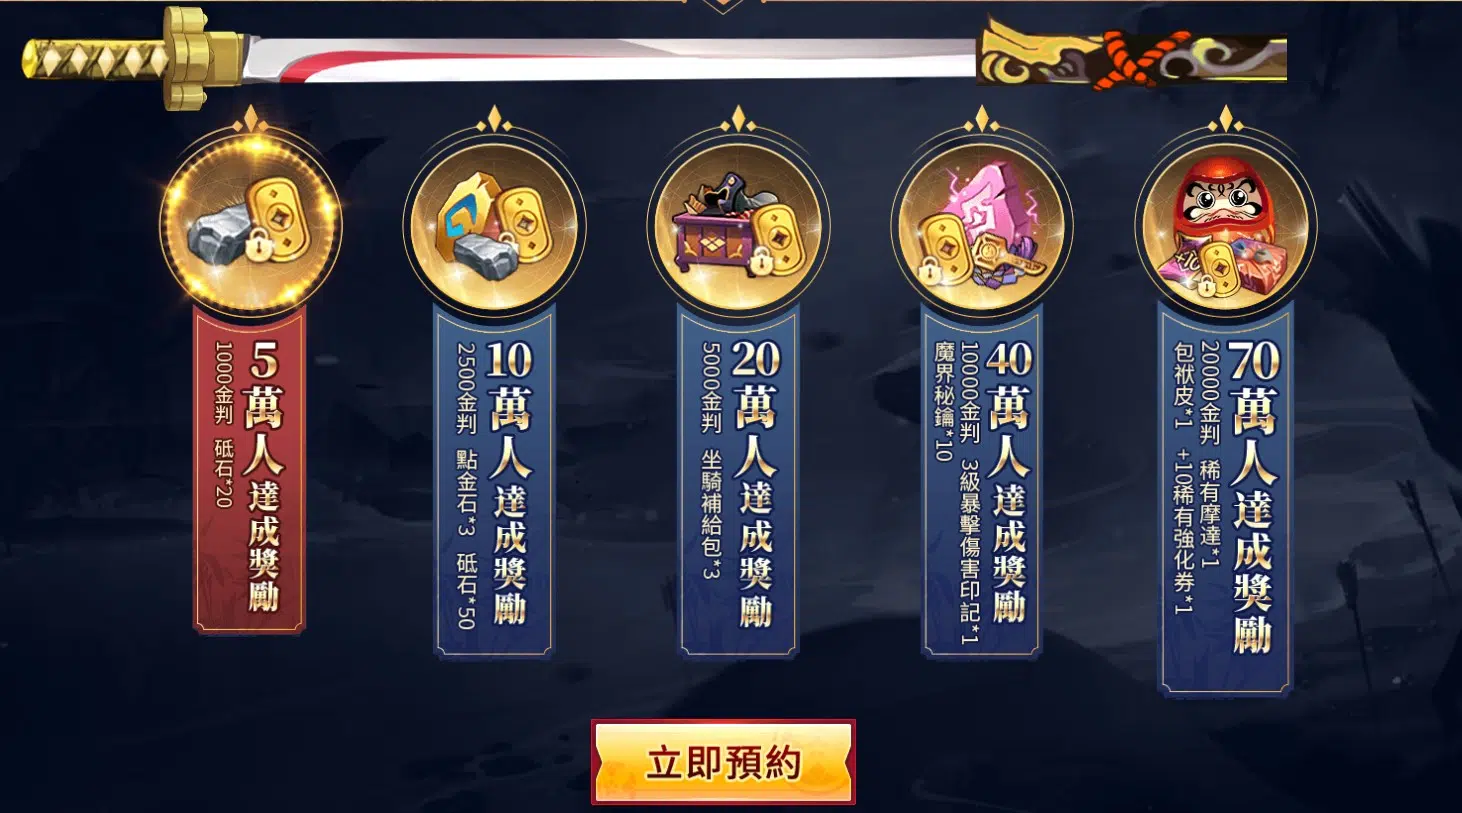 5萬人達成獎勵
1000金判 砥石*20
10萬人達成獎勵
2500金判 點金石*3 砥石*50
20萬人達成獎勵
5000金判 坐騎補給包*3
40萬人達成獎勵
10000金判 3級暴擊傷害印記*1
魔界秘鑰*10
70萬人達成獎勵
20000金判 稀有摩達*1
包袱皮*1 +10稀有強化券*1
+10
立即預約